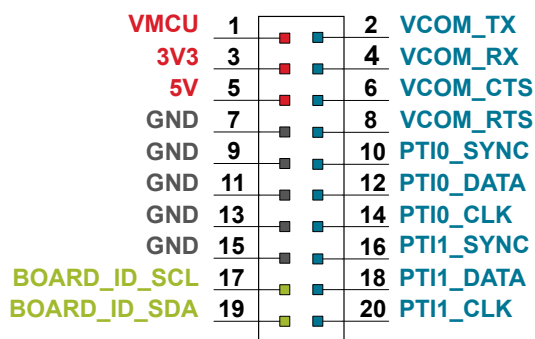 VMCU 1 2 VCOM_TX
3V3 3 4 VCOM_RX
5V 5 6 VCOM_CTS
GND 7 8 VCOM_RTS
GND 9 10 PTI0_SYNC
GND 11 12 PTI0_DATA
GND 13 14 PTI0_CLK
GND 15 16 PTI1_SYNC
BOARD_ID_SCL 17 18 PTI1_DATA
BOARD_ID_SDA 19 20 PTI1_CLK